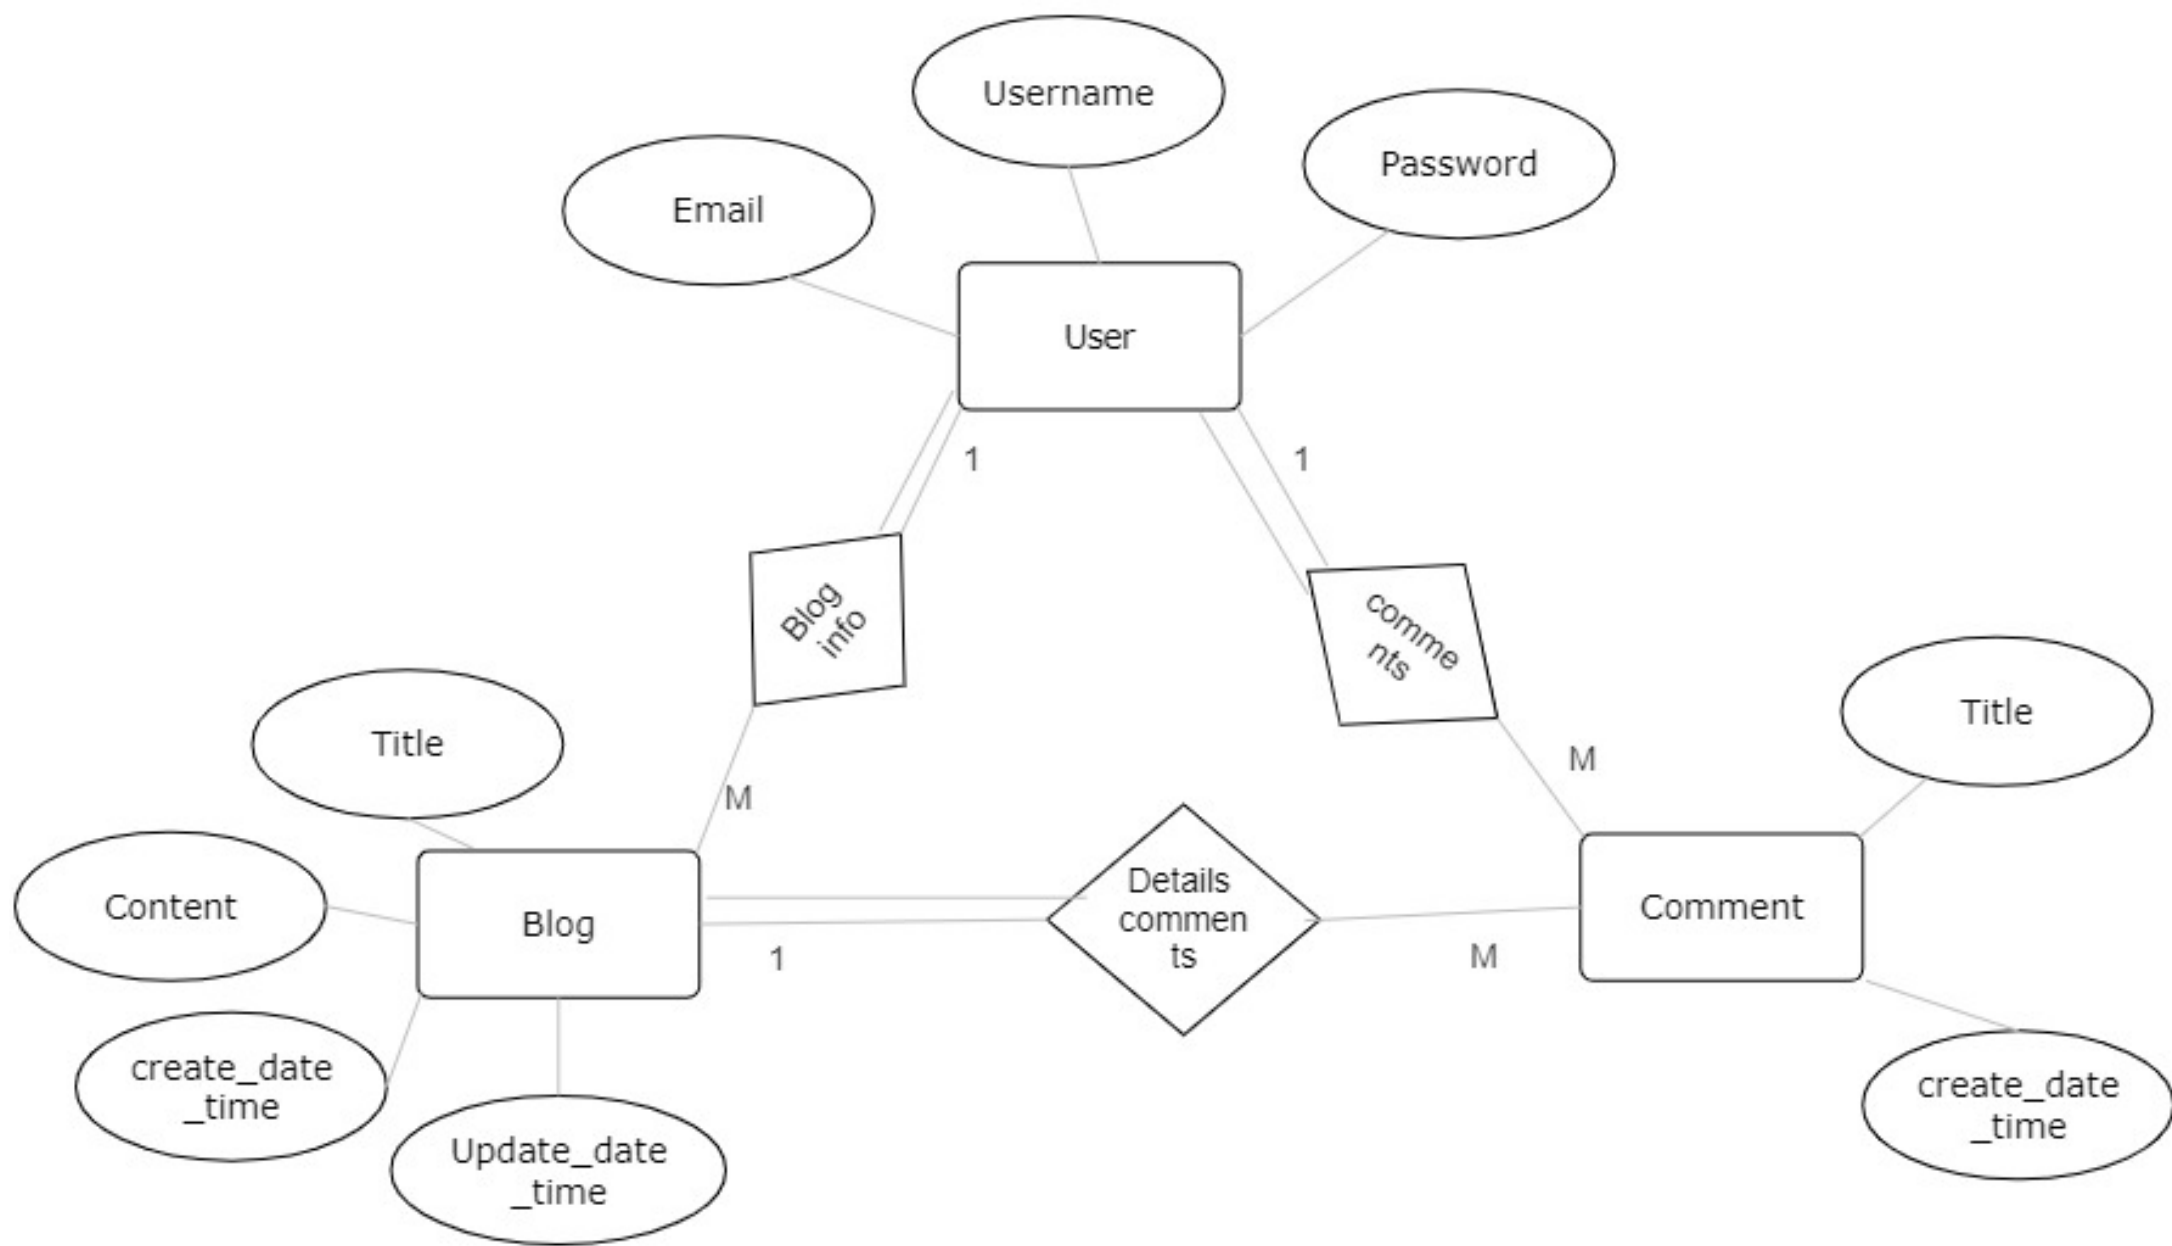 Username
Password
Email
User
1
1
Blog
info
comme
nts
Title
Title
M
M
Content
Blog
Details
commen
ts
Comment
1
M
create_date
_time
Update_date
_time
create_date
_time